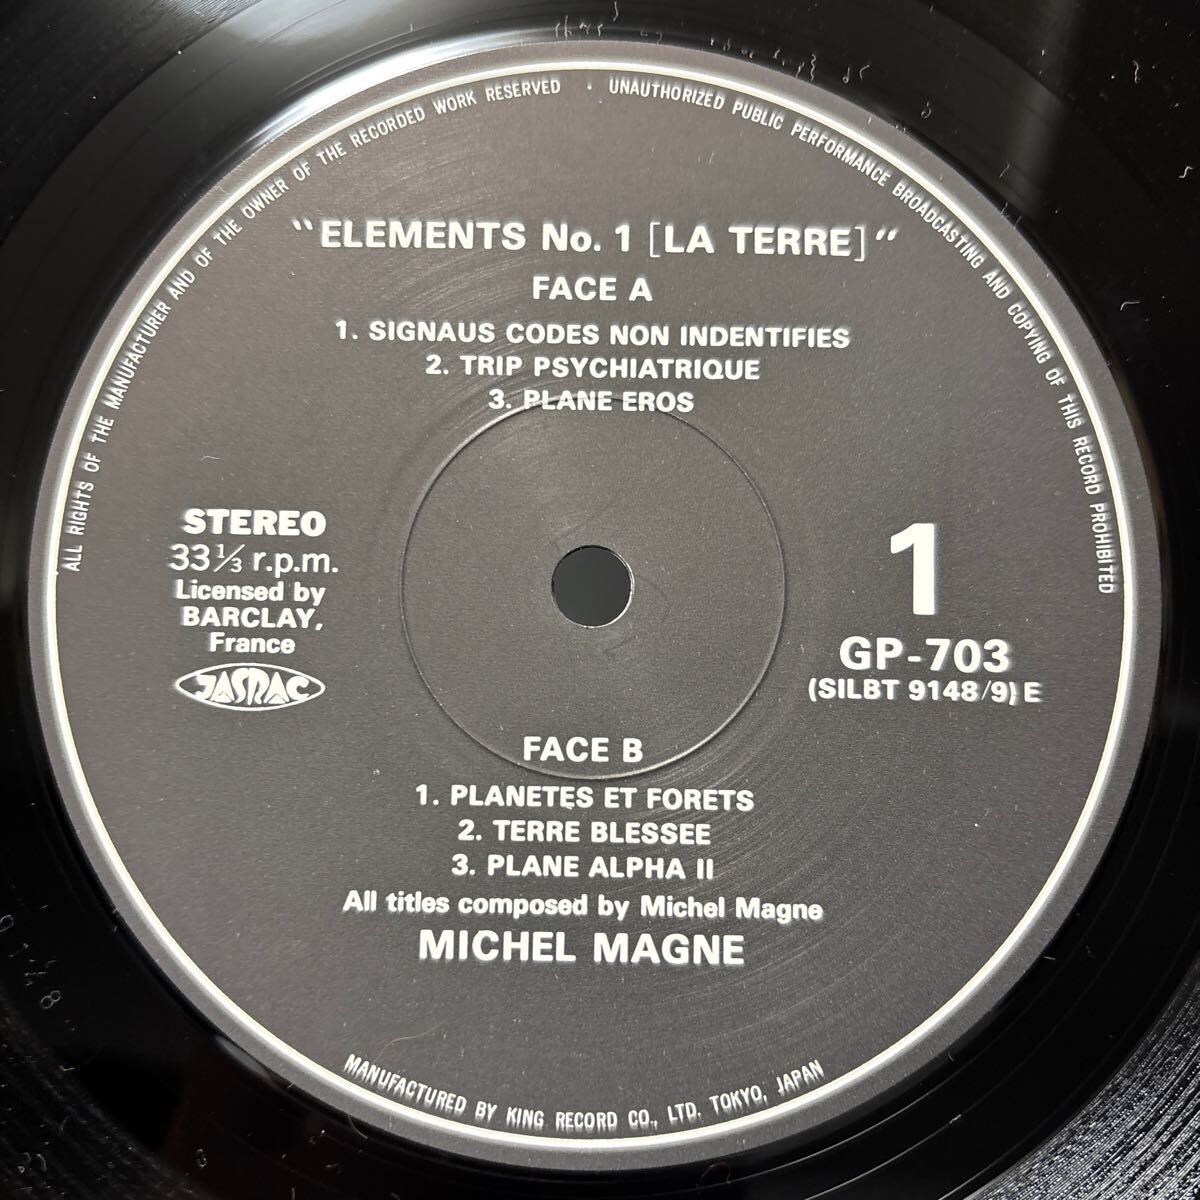 ALL RIGHTS OF THE MANUFACTURER AND OF THE OWNER OF THE RECORDED WORK RESERVED · UNAUTHORIZED PUBLIC PERFORMANCE BROADCASTING AND COPYING OF THIS RECORD PROHIBITED
"ELEMENTS No. 1 [LA TERRE]"
FACE A
1. SIGNAUS CODES NON INDENTIFIES
2. TRIP PSYCHIATRIQUE
3. PLANE EROS
STEREO
33⅓ r.p.m.
Licensed by
BARCLAY,
France
JASRAC
1
GP-703
(SILBT 9148/9) E
FACE B
1. PLANETES ET FORETS
2. TERRE BLESSEE
3. PLANE ALPHA II
All titles composed by Michel Magne
MICHEL MAGNE
MANUFACTURED BY KING RECORD CO., LTD. TOKYO, JAPAN
9148